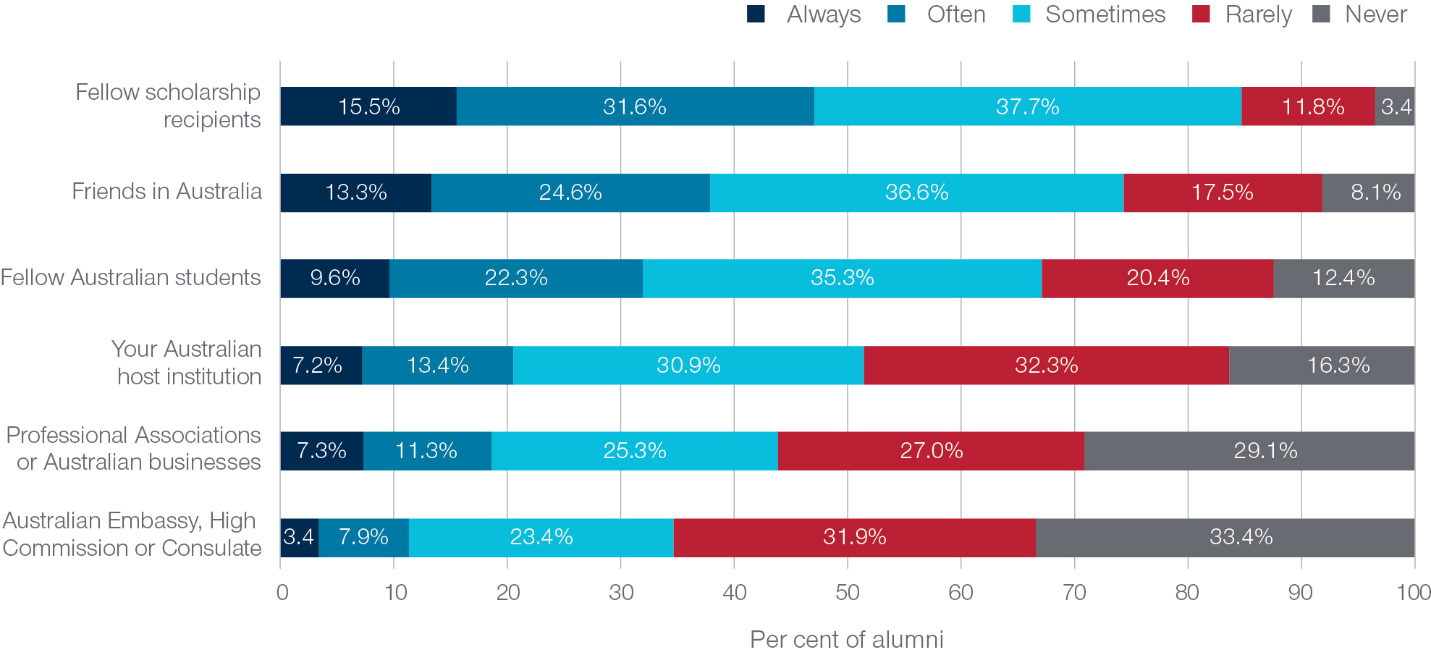 Always Often Sometimes Rarely Never
Fellow scholarship
recipients
15.5% 31.6% 37.7% 11.8% 3.4
Friends in Australia
13.3% 24.6% 36.6% 17.5% 8.1%
Fellow Australian students
9.6% 22.3% 35.3% 20.4% 12.4%
Your Australian
host institution
7.2% 13.4% 30.9% 32.3% 16.3%
Professional Associations
or Australian businesses
7.3% 11.3% 25.3% 27.0% 29.1%
Australian Embassy, High
Commission or Consulate
3.4 7.9% 23.4% 31.9% 33.4%
0 10 20 30 40 50 60 70 80 90 100
Per cent of alumni